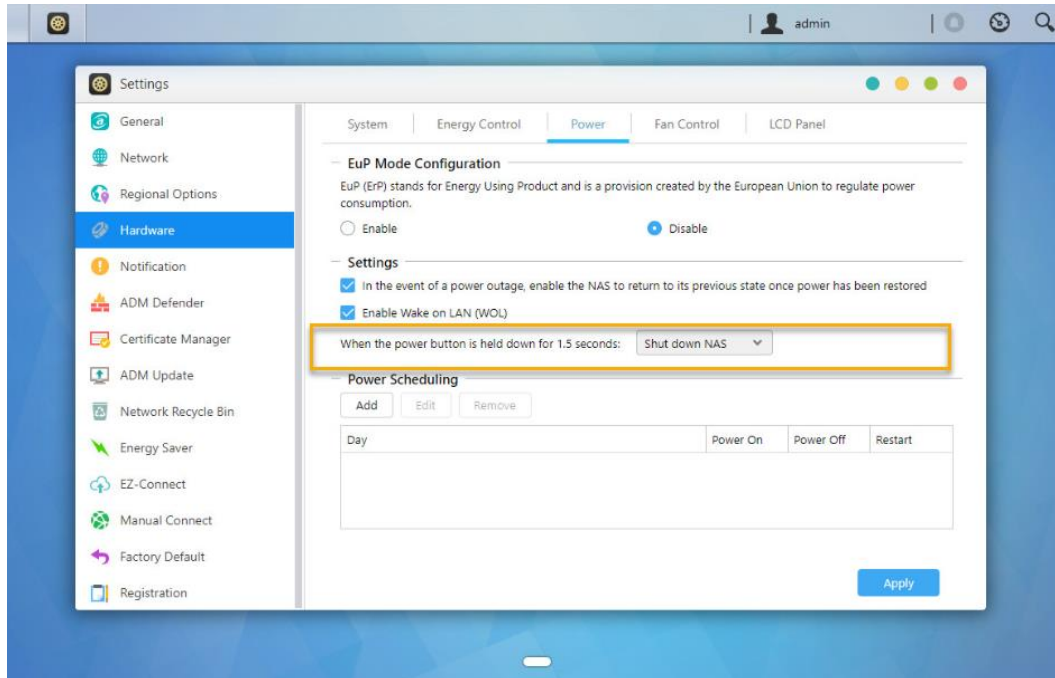 admin
Settings
General
Network
Regional Options
Hardware
Notification
ADM Defender
Certificate Manager
ADM Update
Network Recycle Bin
Energy Saver
EZ-Connect
Manual Connect
Factory Default
Registration
System Energy Control Power Fan Control LCD Panel
EuP Mode Configuration
EuP (ErP) stands for Energy Using Product and is a provision created by the European Union to regulate power
consumption.
Enable Disable
Settings
In the event of a power outage, enable the NAS to return to its previous state once power has been restored
Enable Wake on LAN (WOL)
When the power button is held down for 1.5 seconds: Shut down NAS
Power Scheduling
Add Edit Remove
Day Power On Power Off Restart
Apply